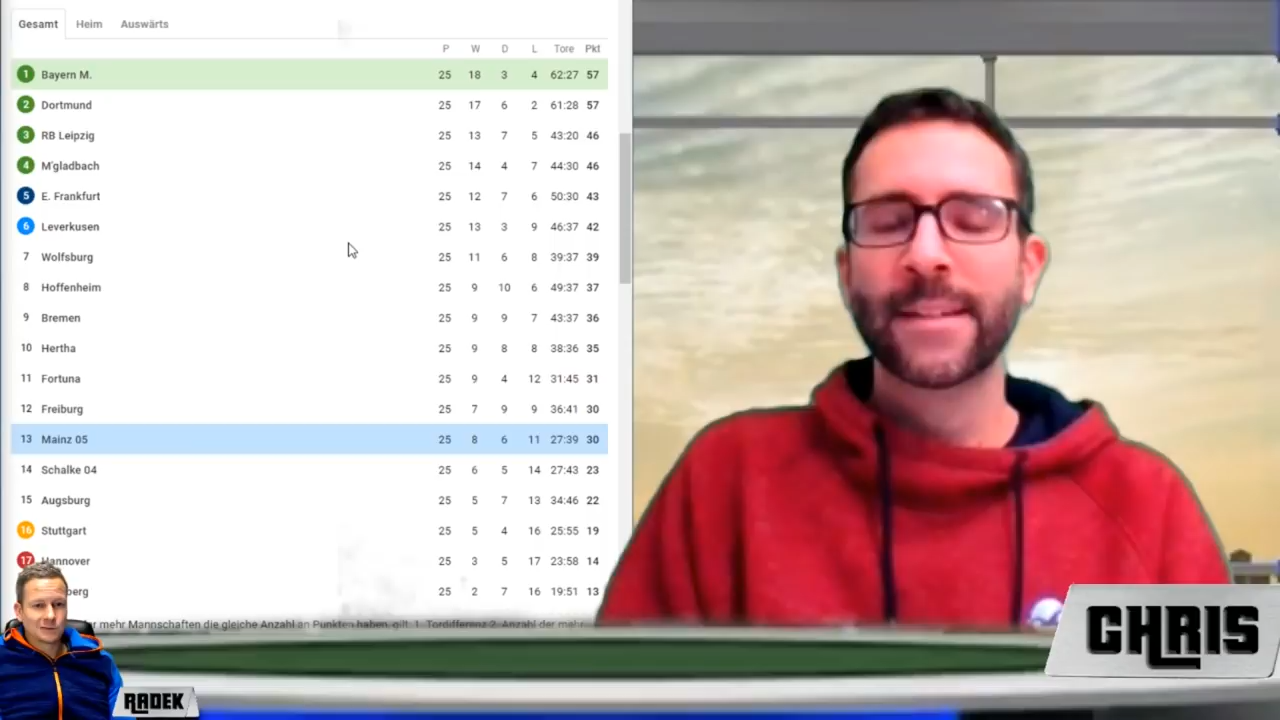 Gesamt Heim Auswärts
P W D L Tore Pkt
1 Bayern M. 25 18 3 4 62:27 57
2 Dortmund 25 17 6 2 61:28 57
3 RB Leipzig 25 13 7 5 43:20 46
4 M'gladbach 25 14 4 7 44:30 46
5 E. Frankfurt 25 12 7 6 50:30 43
6 Leverkusen 25 13 3 9 46:37 42
7 Wolfsburg 25 11 6 8 39:37 39
8 Hoffenheim 25 9 10 6 49:37 37
9 Bremen 25 9 9 7 43:37 36
10 Hertha 25 9 8 8 38:36 35
11 Fortuna 25 9 4 12 31:45 31
12 Freiburg 25 7 9 9 36:41 30
13 Mainz 05 25 8 6 11 27:39 30
14 Schalke 04 25 6 5 14 27:43 23
15 Augsburg 25 5 7 13 34:46 22
16 Stuttgart 25 5 4 16 25:55 19
17 Hannover 25 3 5 17 23:58 14
berg 25 2 7 16 19:51 13
mehr Mannschaften die gleiche Anzahl an Punkten haben, gilt: 1. Tordifferenz 2. Anzahl der mehr
CHRIS
RADEK